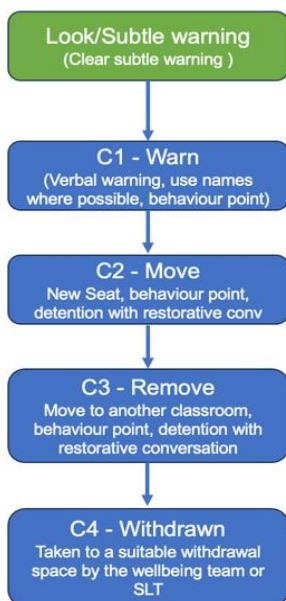 Look/Subtle warning
(Clear subtle warning )
C1 - Warn
(Verbal warning, use names
where possible, behaviour point)
C2 - Move
New Seat, behaviour point,
detention with restorative conv
C3 - Remove
Move to another classroom,
behaviour point, detention with
restorative conversation
C4 - Withdrawn
Taken to a suitable withdrawal
space by the wellbeing team or
SLT